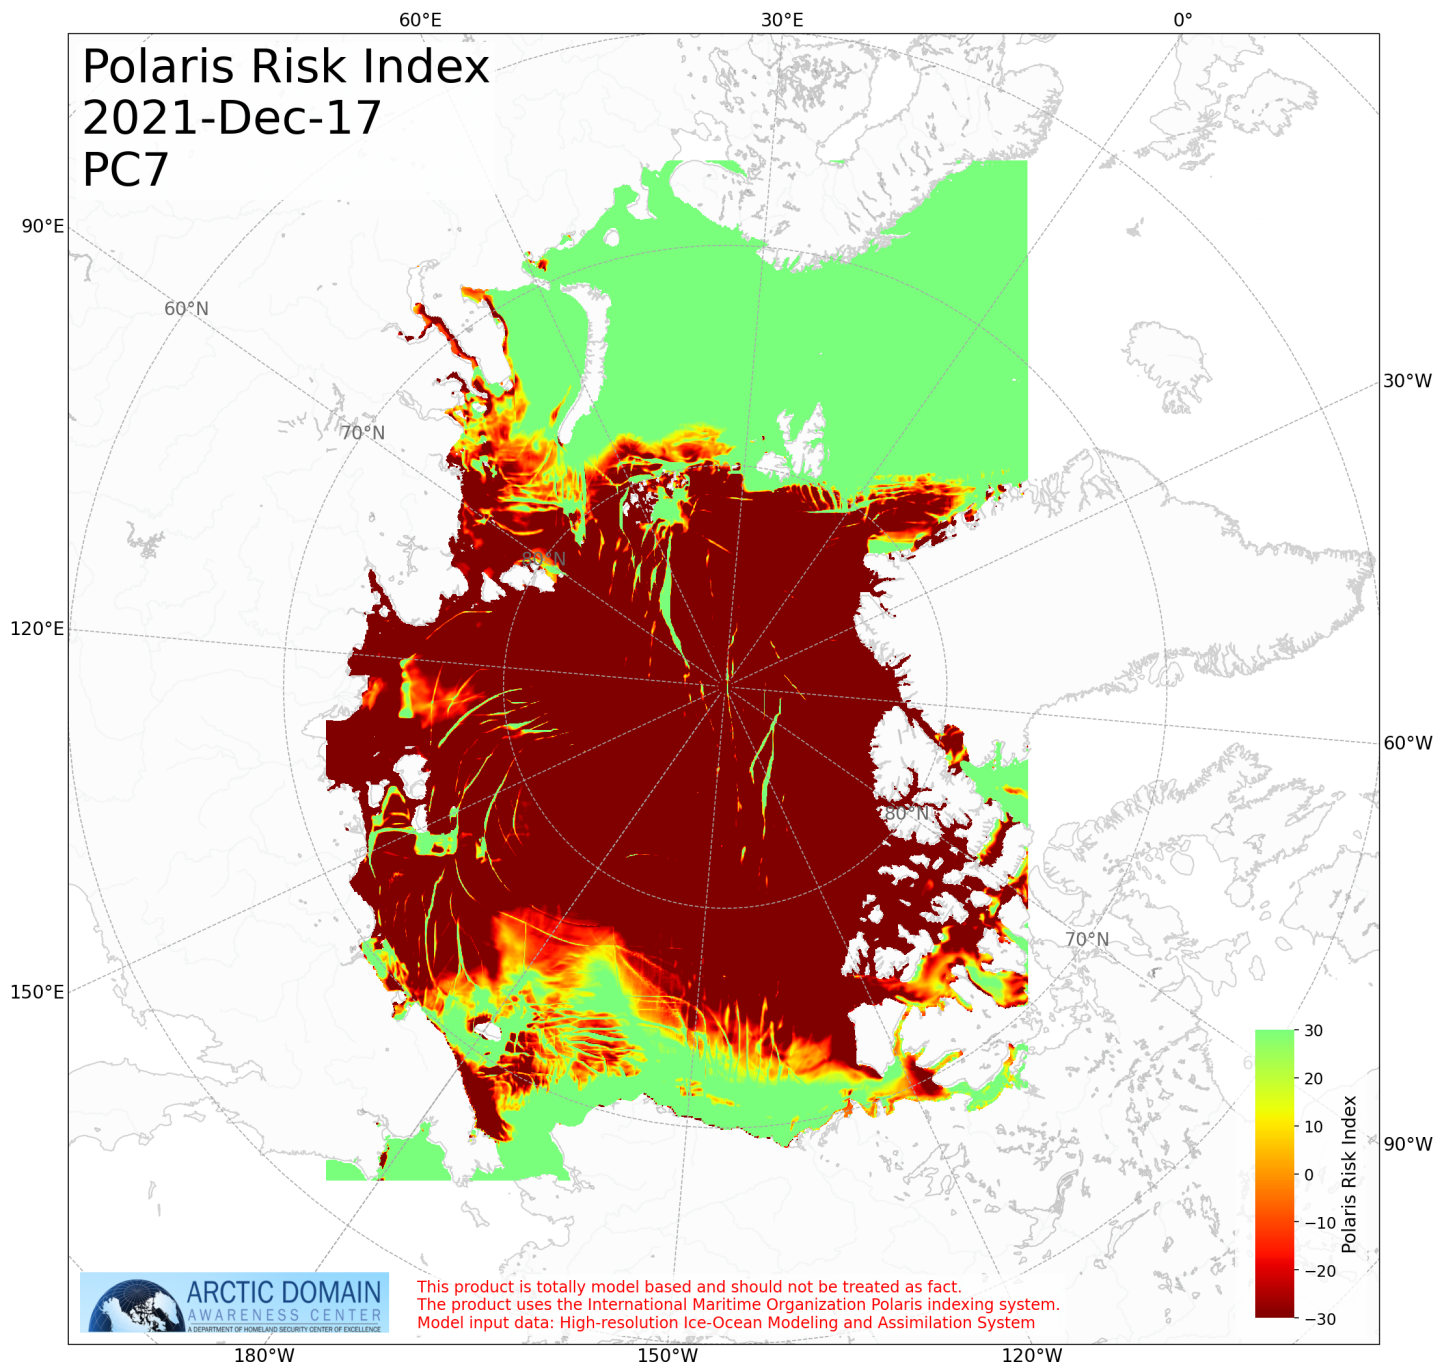 60°E
30°E
0°
Polaris Risk Index
2021-Dec-17
PC7
90°E
60°N
30°W
70°N
80°N
120°E
60°W
80°N
70°N
150°E
30
20
10
0
−10
−20
−30
Polaris Risk Index
90°W
ARCTIC DOMAIN
AWARENESS CENTER
A DEPARTMENT OF HOMELAND SECURITY CENTER OF EXCELLENCE
This product is totally model based and should not be treated as fact.
The product uses the International Maritime Organization Polaris indexing system.
Model input data: High-resolution Ice-Ocean Modeling and Assimilation System
180°W
150°W
120°W